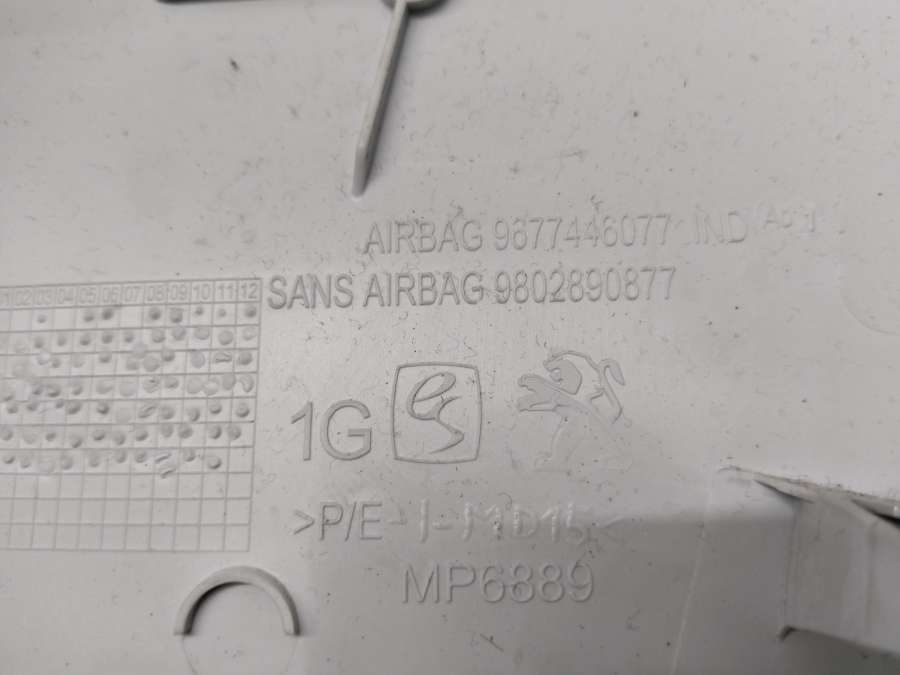 AIRBAG 9677446077 IND
SANS AIRBAG 9802890877
01 02 03 04 05 06 07 08 09 10 11 12
1G
>P/E-I-MD15<
MP6889